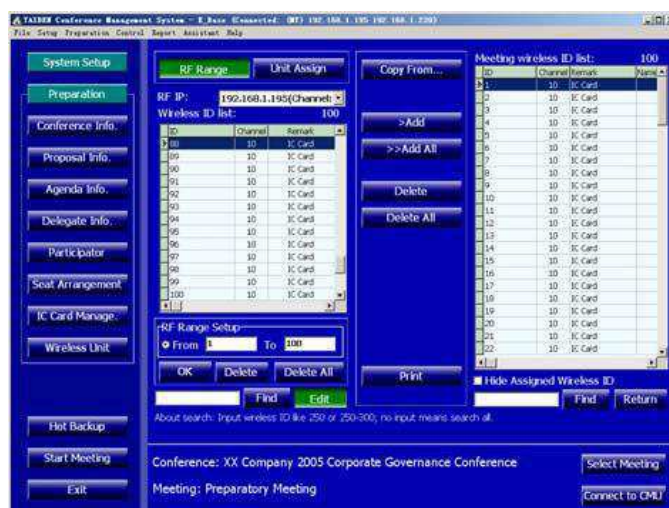 TAIDEN Conference Management System - E_Base (Connected: (MT) 192.168.1.195 192.168.1.220)
File Setup Preparation Control Report Assistant Help
System Setup
Preparation
Conference Info.
Proposal Info.
Agenda Info.
Delegate Info.
Participator
Seat Arrangement
IC Card Manage.
Wireless Unit
Hot Backup
Start Meeting
Exit
RF Range
Unit Assign
RF IP: 192.168.1.195(Channel:
Wireless ID list: 100
ID Channel Remark
88 10 IC Card
89 10 IC Card
90 10 IC Card
91 10 IC Card
92 10 IC Card
93 10 IC Card
94 10 IC Card
95 10 IC Card
96 10 IC Card
97 10 IC Card
98 10 IC Card
99 10 IC Card
100 10 IC Card
RF Range Setup
From 1 To 100
OK Delete Delete All
Find Edit
About search: Input wireless ID like 250 or 250-300, no input means search all.
Copy From...
>Add
>>Add All
Delete
Delete All
Print
Meeting wireless ID list: 100
ID Channel Remark Name
1 10 IC Card
2 10 IC Card
3 10 IC Card
4 10 IC Card
5 10 IC Card
6 10 IC Card
7 10 IC Card
8 10 IC Card
9 10 IC Card
10 10 IC Card
11 10 IC Card
12 10 IC Card
13 10 IC Card
14 10 IC Card
15 10 IC Card
16 10 IC Card
17 10 IC Card
18 10 IC Card
19 10 IC Card
20 10 IC Card
21 10 IC Card
22 10 IC Card
Hide Assigned Wireless ID
Find Return
Conference: XX Company 2005 Corporate Governance Conference
Meeting: Preparatory Meeting
Select Meeting
Connect to CMU